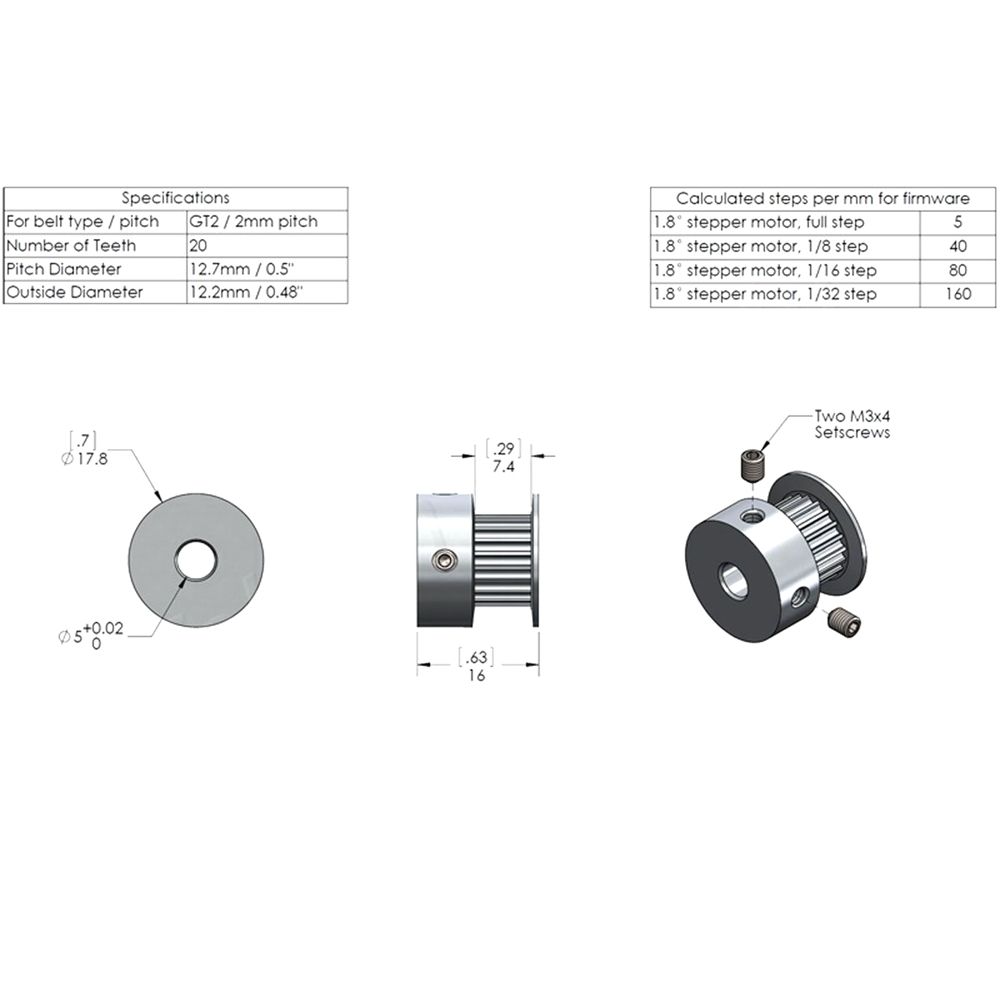 Specifications
For belt type / pitch GT2 / 2mm pitch
Number of Teeth 20
Pitch Diameter 12.7mm / 0.5"
Outside Diameter 12.2mm / 0.48"
Calculated steps per mm for firmware
1.8° stepper motor, full step 5
1.8° stepper motor, 1/8 step 40
1.8° stepper motor, 1/16 step 80
1.8° stepper motor, 1/32 step 160
[.7]
∅17.8
∅5 +0.02
0
[.29]
7.4
[.63]
16
Two M3x4
Setscrews